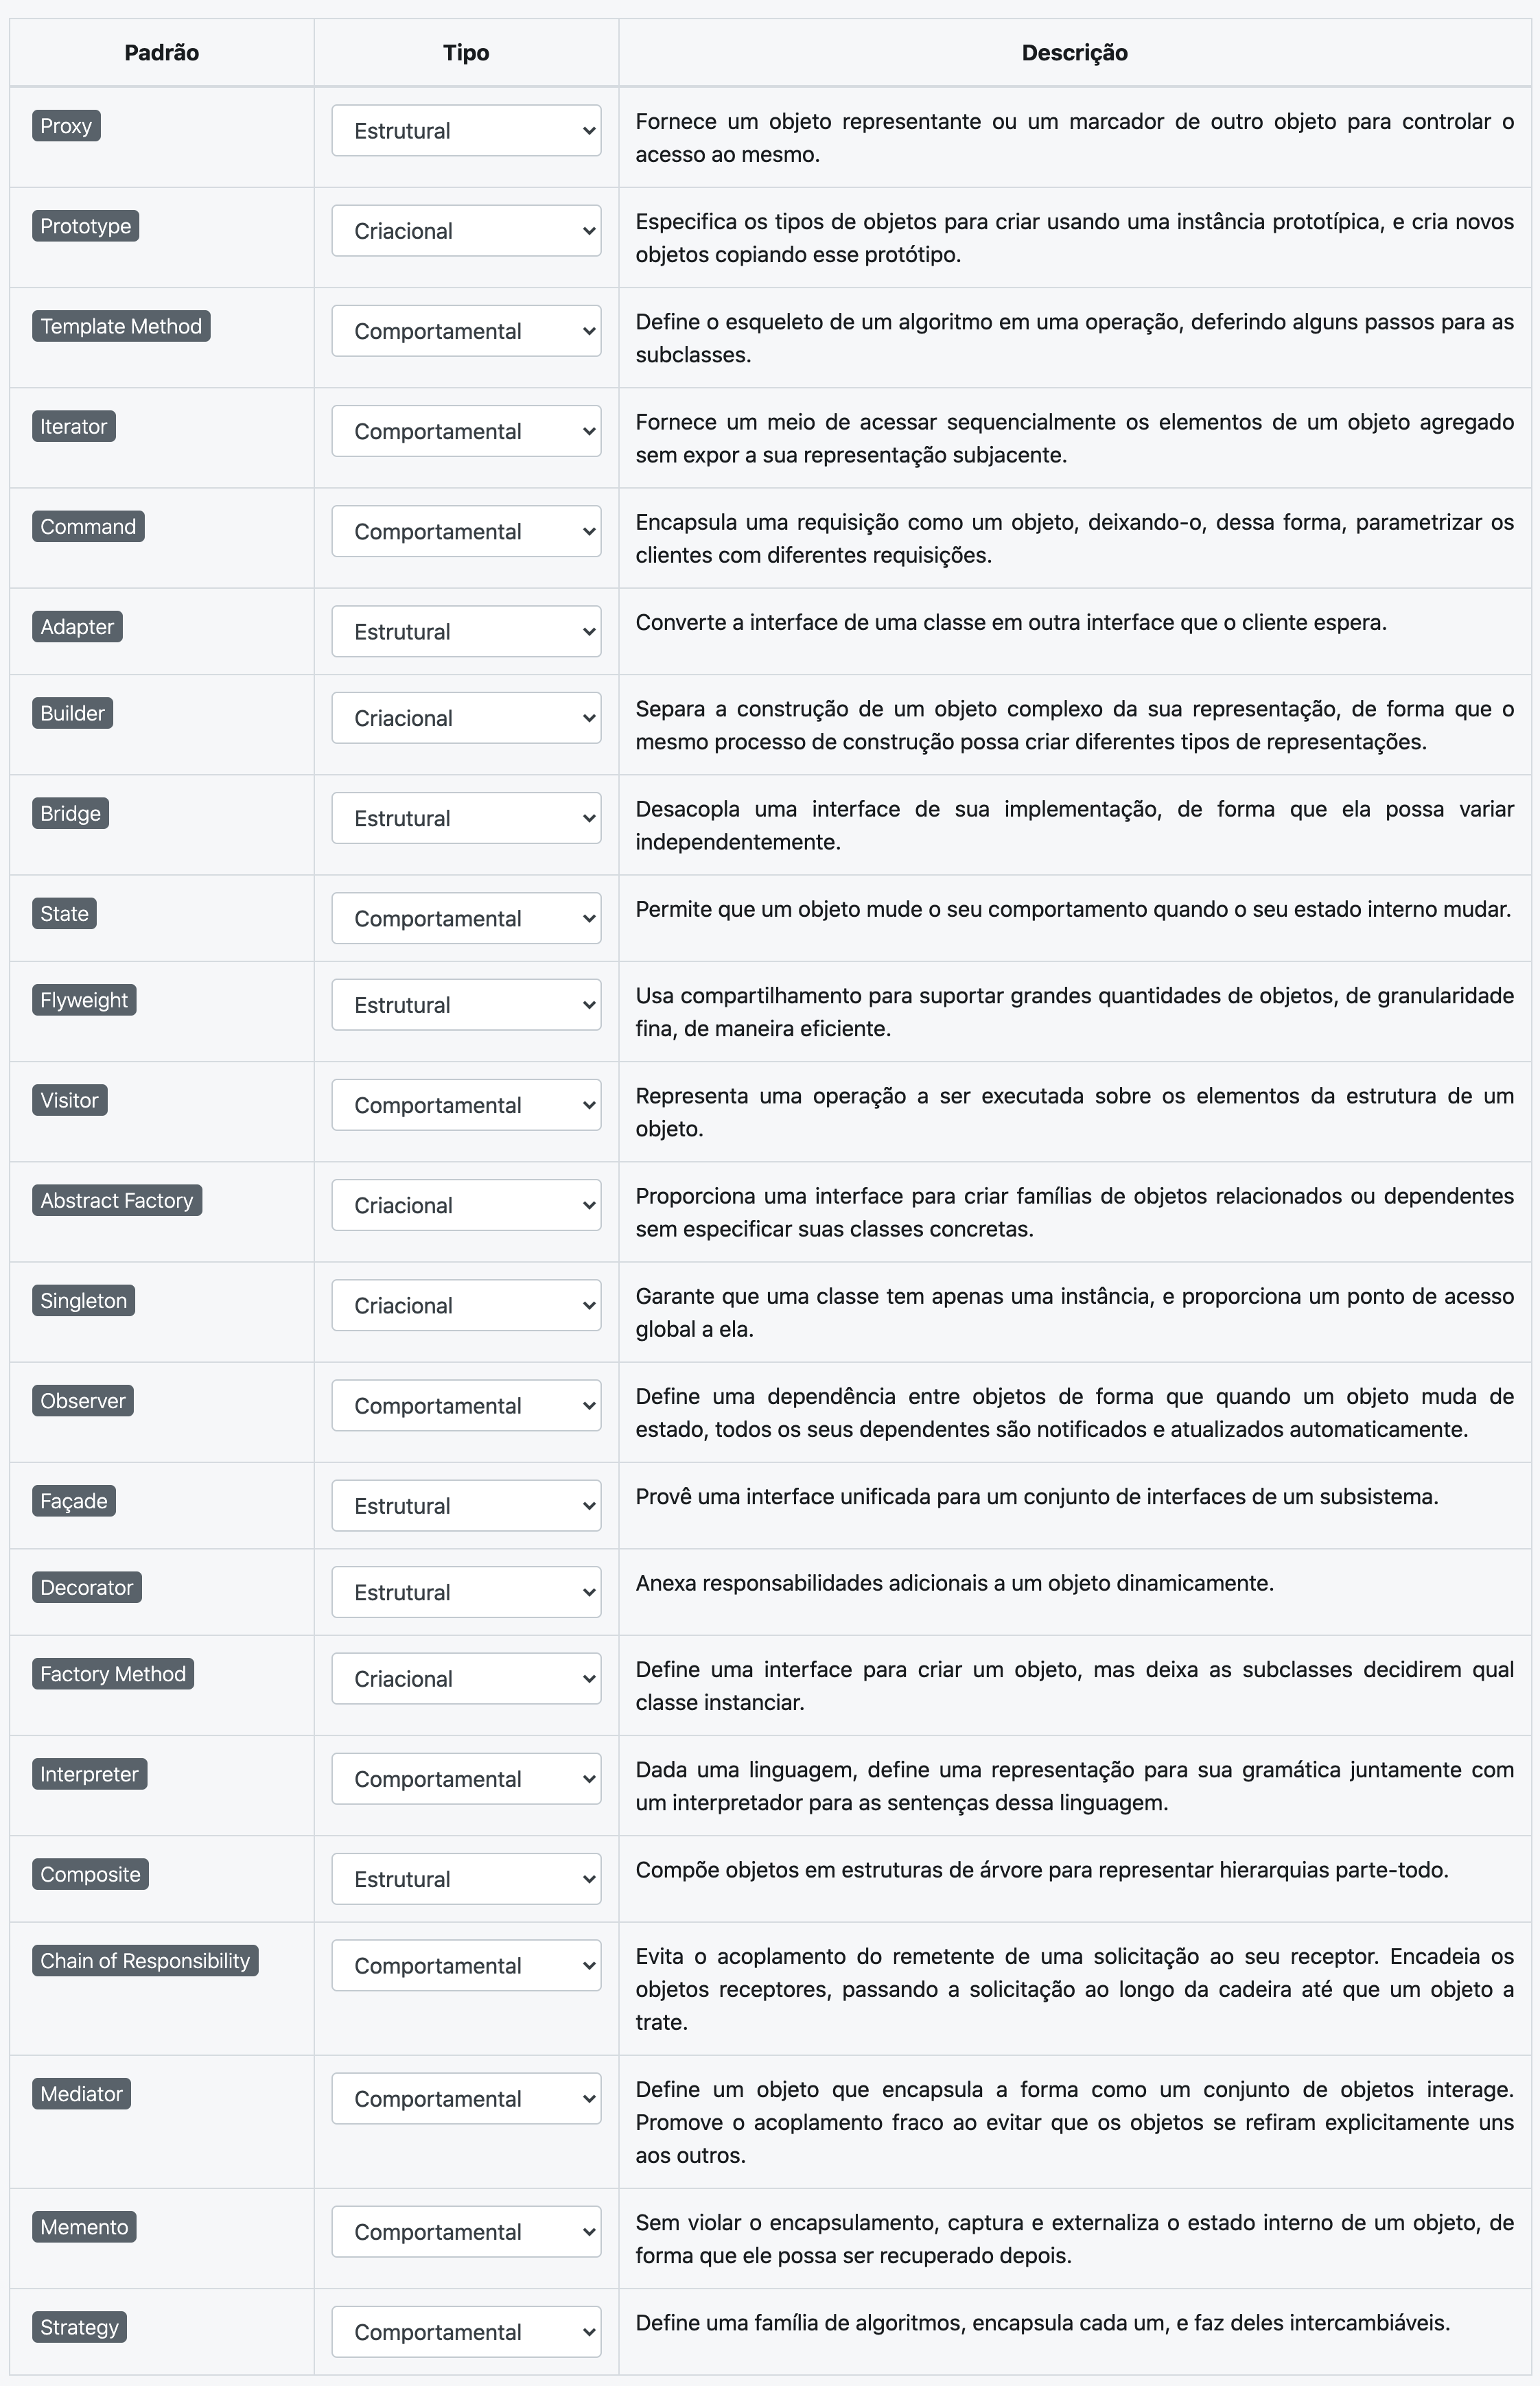 Padrão Tipo Descrição
Proxy Estrutural Fornece um objeto representante ou um marcador de outro objeto para controlar o
acesso ao mesmo.
Prototype Criacional Especifica os tipos de objetos para criar usando uma instância prototípica, e cria novos
objetos copiando esse protótipo.
Template Method Comportamental Define o esqueleto de um algoritmo em uma operação, deferindo alguns passos para as
subclasses.
Iterator Comportamental Fornece um meio de acessar sequencialmente os elementos de um objeto agregado
sem expor a sua representação subjacente.
Command Comportamental Encapsula uma requisição como um objeto, deixando-o, dessa forma, parametrizar os
clientes com diferentes requisições.
Adapter Estrutural Converte a interface de uma classe em outra interface que o cliente espera.
Builder Criacional Separa a construção de um objeto complexo da sua representação, de forma que o
mesmo processo de construção possa criar diferentes tipos de representações.
Bridge Estrutural Desacopla uma interface de sua implementação, de forma que ela possa variar
independentemente.
State Comportamental Permite que um objeto mude o seu comportamento quando o seu estado interno mudar.
Flyweight Estrutural Usa compartilhamento para suportar grandes quantidades de objetos, de granularidade
fina, de maneira eficiente.
Visitor Comportamental Representa uma operação a ser executada sobre os elementos da estrutura de um
objeto.
Abstract Factory Criacional Proporciona uma interface para criar famílias de objetos relacionados ou dependentes
sem especificar suas classes concretas.
Singleton Criacional Garante que uma classe tem apenas uma instância, e proporciona um ponto de acesso
global a ela.
Observer Comportamental Define uma dependência entre objetos de forma que quando um objeto muda de
estado, todos os seus dependentes são notificados e atualizados automaticamente.
Façade Estrutural Provê uma interface unificada para um conjunto de interfaces de um subsistema.
Decorator Estrutural Anexa responsabilidades adicionais a um objeto dinamicamente.
Factory Method Criacional Define uma interface para criar um objeto, mas deixa as subclasses decidirem qual
classe instanciar.
Interpreter Comportamental Dada uma linguagem, define uma representação para sua gramática juntamente com
um interpretador para as sentenças dessa linguagem.
Composite Estrutural Compõe objetos em estruturas de árvore para representar hierarquias parte-todo.
Chain of Responsibility Comportamental Evita o acoplamento do remetente de uma solicitação ao seu receptor. Encadeia os
objetos receptores, passando a solicitação ao longo da cadeira até que um objeto a
trate.
Mediator Comportamental Define um objeto que encapsula a forma como um conjunto de objetos interage.
Promove o acoplamento fraco ao evitar que os objetos se refiram explicitamente uns
aos outros.
Memento Comportamental Sem violar o encapsulamento, captura e externaliza o estado interno de um objeto, de
forma que ele possa ser recuperado depois.
Strategy Comportamental Define uma família de algoritmos, encapsula cada um, e faz deles intercambiáveis.